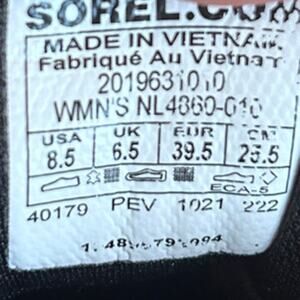 SOREL.COM
MADE IN VIETNAM
Fabriqué Au Vietnam
2019631010
WMN'S NL4860-010
USA UK EUR CM
8.5 6.5 39.5 25.5
ECA-5
40179 PEV 1021 222